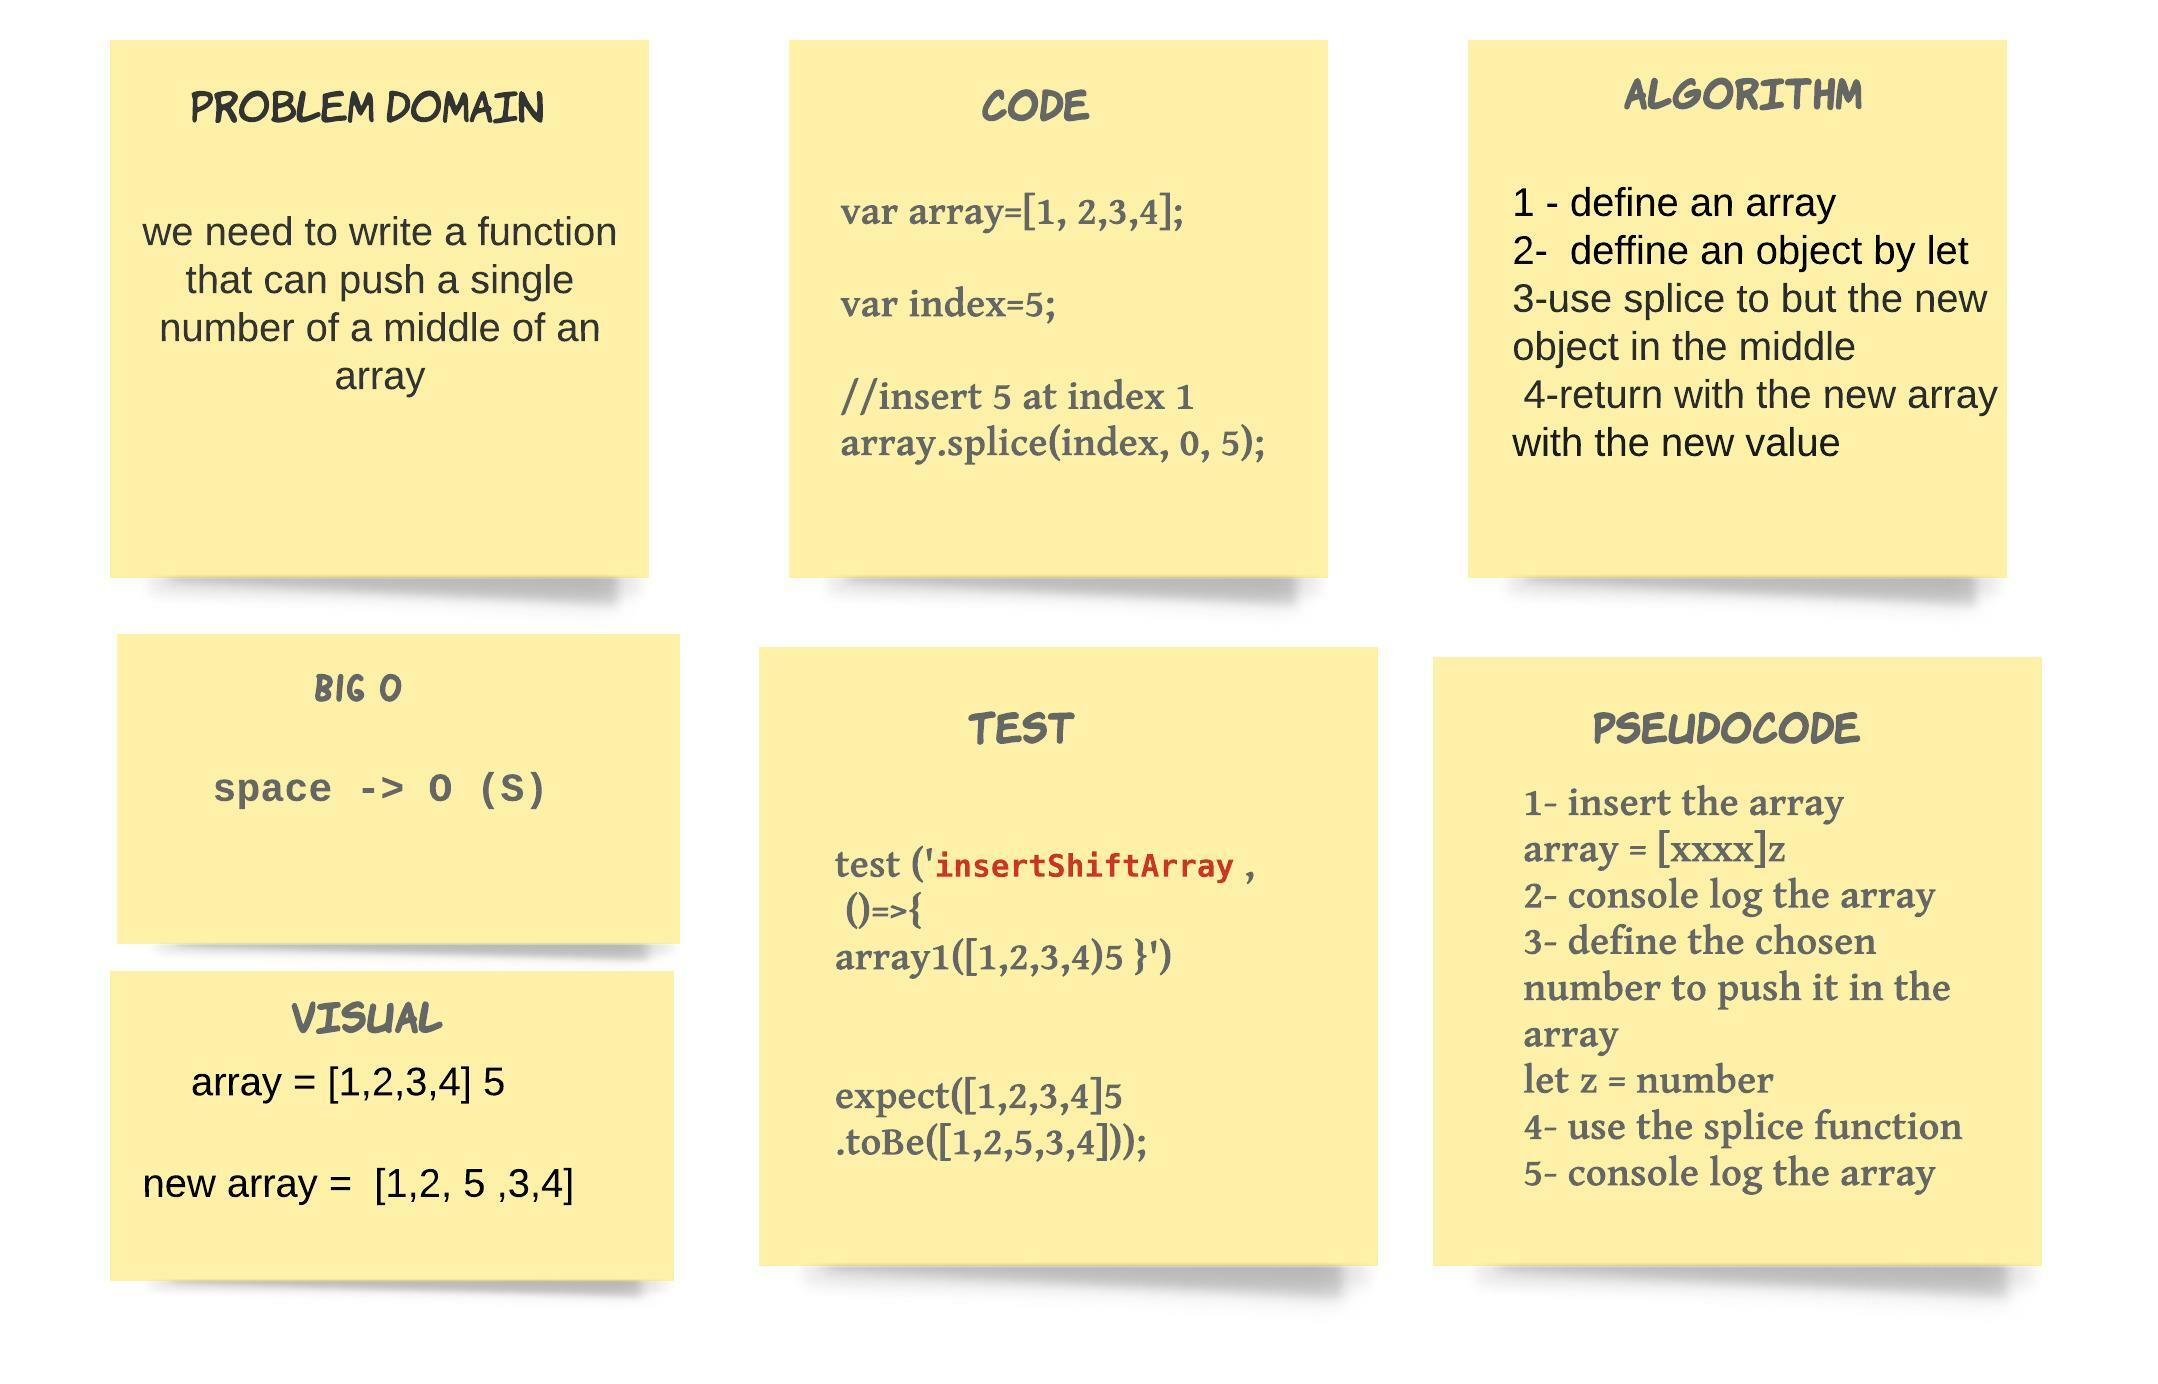 PROBLEM DOMAIN
we need to write a function
that can push a single
number of a middle of an
array
CODE
var array=[1, 2,3,4];
var index=5;
//insert 5 at index 1
array.splice(index, 0, 5);
ALGORITHM
1 - define an array
2-  deffine an object by let
3-use splice to but the new
object in the middle
4-return with the new array
with the new value
BIG O
space -> O (S)
VISUAL
array = [1,2,3,4] 5
new array =  [1,2, 5 ,3,4]
TEST
test ('insertShiftArray ,
()=>{
array1([1,2,3,4)5 }')
expect([1,2,3,4]5
.toBe([1,2,5,3,4]));
PSEUDOCODE
1- insert the array
array = [xxxx]z
2- console log the array
3- define the chosen
number to push it in the
array
let z = number
4- use the splice function
5- console log the array